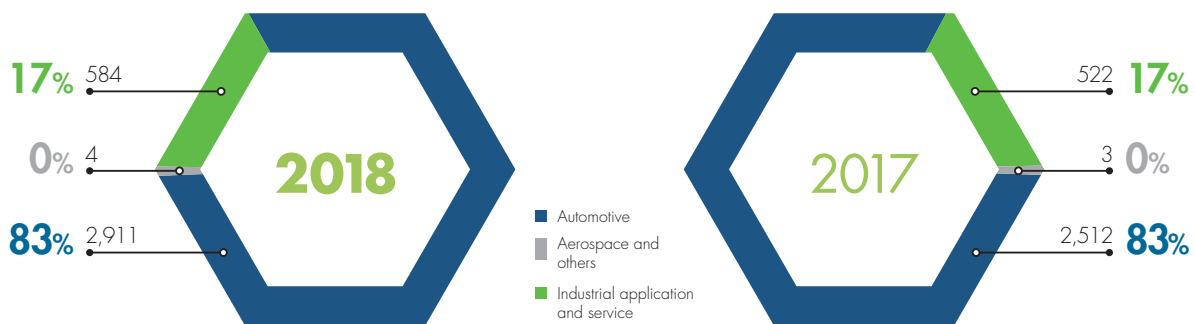 17% 584
0% 4
83% 2,911
2018
Automotive
Aerospace and
others
Industrial application
and service
2017
522 17%
3 0%
2,512 83%